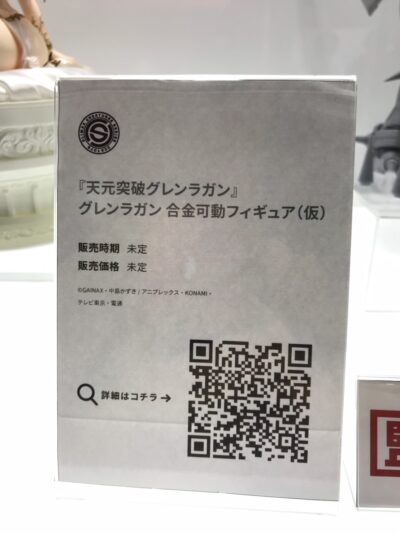 『天元突破グレンラガン』
グレンラガン 合金可動フィギュア(仮)
販売時期 未定
販売価格 未定
©GAINAX・中島かずき/アニプレックス・KONAMI・
テレビ東京・電通
詳細はコチラ→